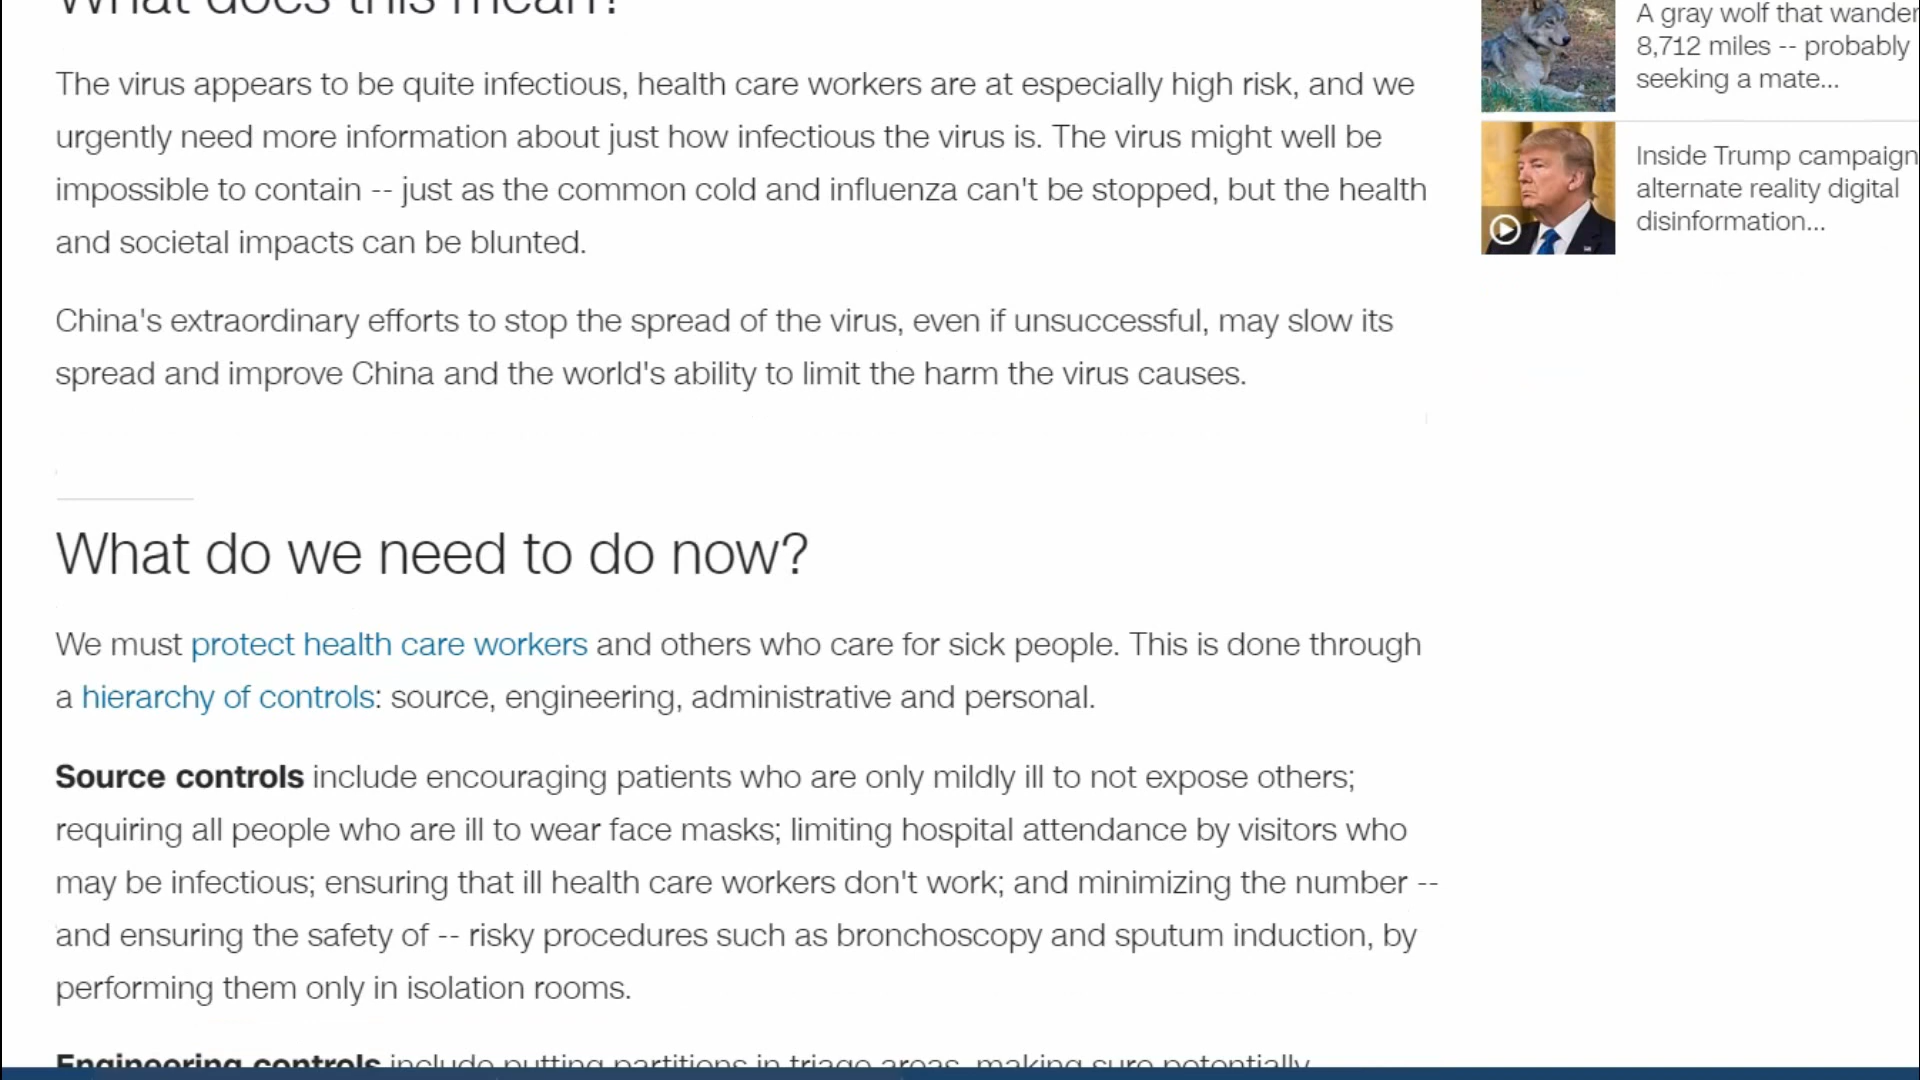 What does this mean?
The virus appears to be quite infectious, health care workers are at especially high risk, and we
urgently need more information about just how infectious the virus is. The virus might well be
impossible to contain -- just as the common cold and influenza can't be stopped, but the health
and societal impacts can be blunted.
China's extraordinary efforts to stop the spread of the virus, even if unsuccessful, may slow its
spread and improve China and the world's ability to limit the harm the virus causes.
What do we need to do now?
We must protect health care workers and others who care for sick people. This is done through
a hierarchy of controls: source, engineering, administrative and personal.
Source controls include encouraging patients who are only mildly ill to not expose others;
requiring all people who are ill to wear face masks; limiting hospital attendance by visitors who
may be infectious; ensuring that ill health care workers don't work; and minimizing the number --
and ensuring the safety of -- risky procedures such as bronchoscopy and sputum induction, by
performing them only in isolation rooms.
Engineering controls include putting partitions in triage areas, making sure potentially
A gray wolf that wander
8,712 miles -- probably
seeking a mate...
Inside Trump campaign
alternate reality digital
disinformation...